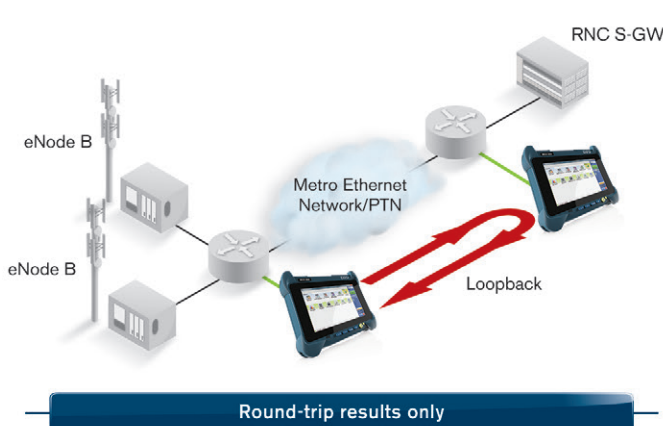 RNC S-GW
eNode B
Metro Ethernet
Network/PTN
eNode B
Loopback
Round-trip results only